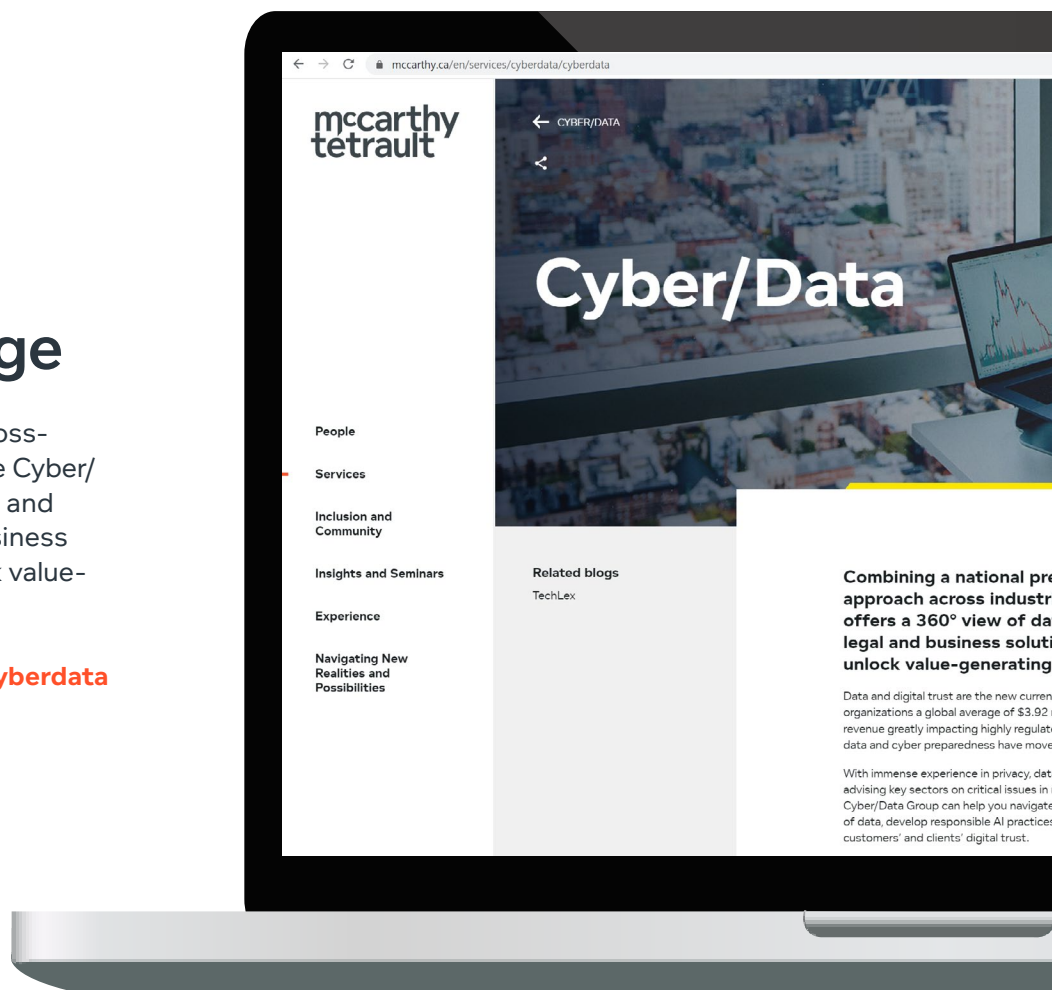 ge
oss-
e Cyber/
and
siness
value-
yberdata
mccarthy.ca/en/services/cyberdata/cyberdata
mccarthy
tetrault
People
Services
Inclusion and
Community
Insights and Seminars
Experience
Navigating New
Realities and
Possibilities
CYBER/DATA
Cyber/Data
Related blogs
TechLex
Combining a national pre
approach across industr
offers a 360° view of da
legal and business soluti
unlock value-generating
Data and digital trust are the new curren
organizations a global average of $3.92
revenue greatly impacting highly regulate
data and cyber preparedness have move
With immense experience in privacy, dat
advising key sectors on critical issues in
Cyber/Data Group can help you navigate
of data, develop responsible AI practices
customers' and clients' digital trust.